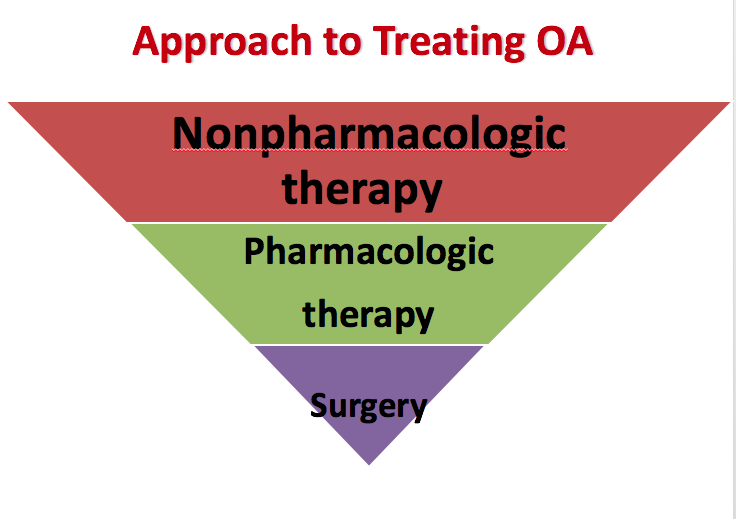 Approach to Treating OA
Nonpharmacologic
therapy
Pharmacologic
therapy
Surgery